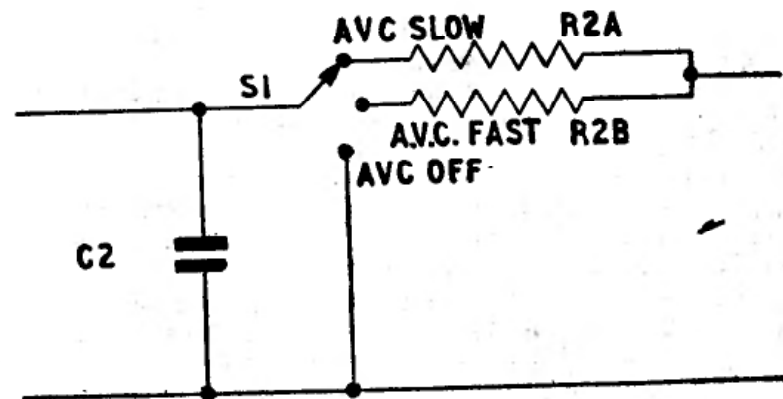 AVC SLOW R2A
S1
A.V.C. FAST R2B
AVC OFF
C2